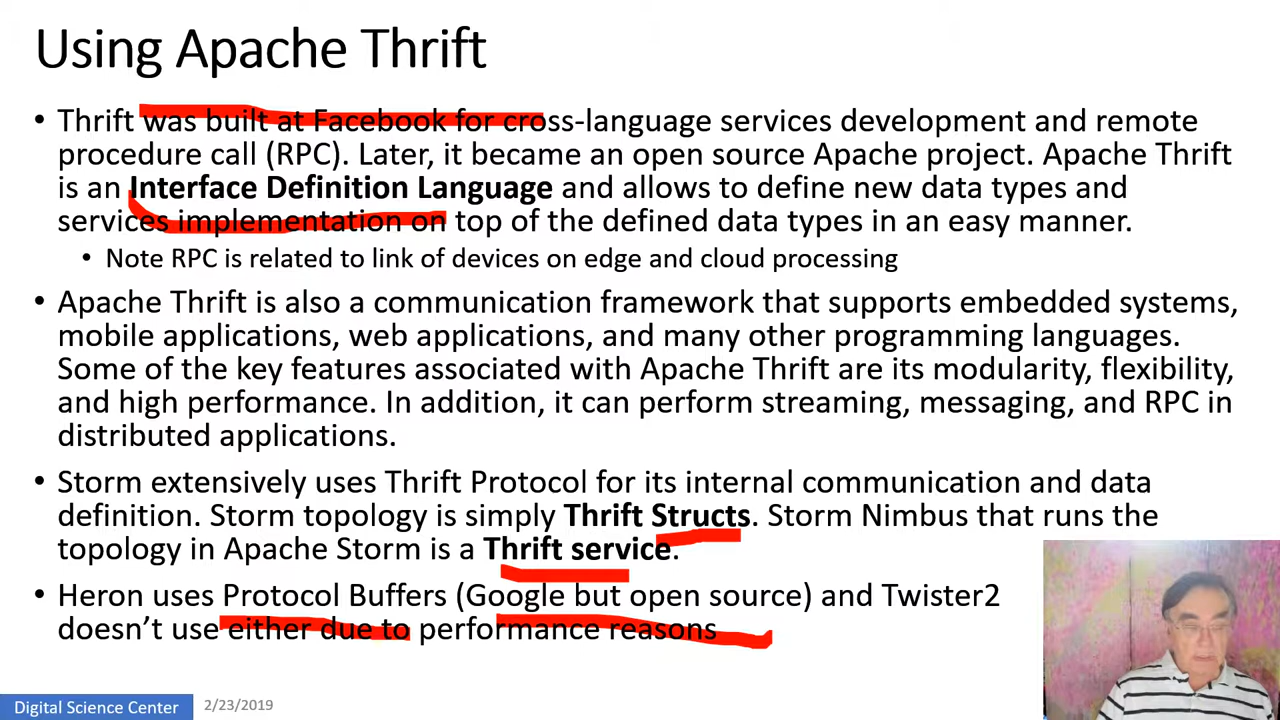 Using Apache Thrift
• Thrift was built at Facebook for cross-language services development and remote
procedure call (RPC). Later, it became an open source Apache project. Apache Thrift
is an Interface Definition Language and allows to define new data types and
services implementation on top of the defined data types in an easy manner.
• Note RPC is related to link of devices on edge and cloud processing
• Apache Thrift is also a communication framework that supports embedded systems,
mobile applications, web applications, and many other programming languages.
Some of the key features associated with Apache Thrift are its modularity, flexibility,
and high performance. In addition, it can perform streaming, messaging, and RPC in
distributed applications.
• Storm extensively uses Thrift Protocol for its internal communication and data
definition. Storm topology is simply Thrift Structs. Storm Nimbus that runs the
topology in Apache Storm is a Thrift service.
• Heron uses Protocol Buffers (Google but open source) and Twister2
doesn't use either due to performance reasons
Digital Science Center
2/23/2019